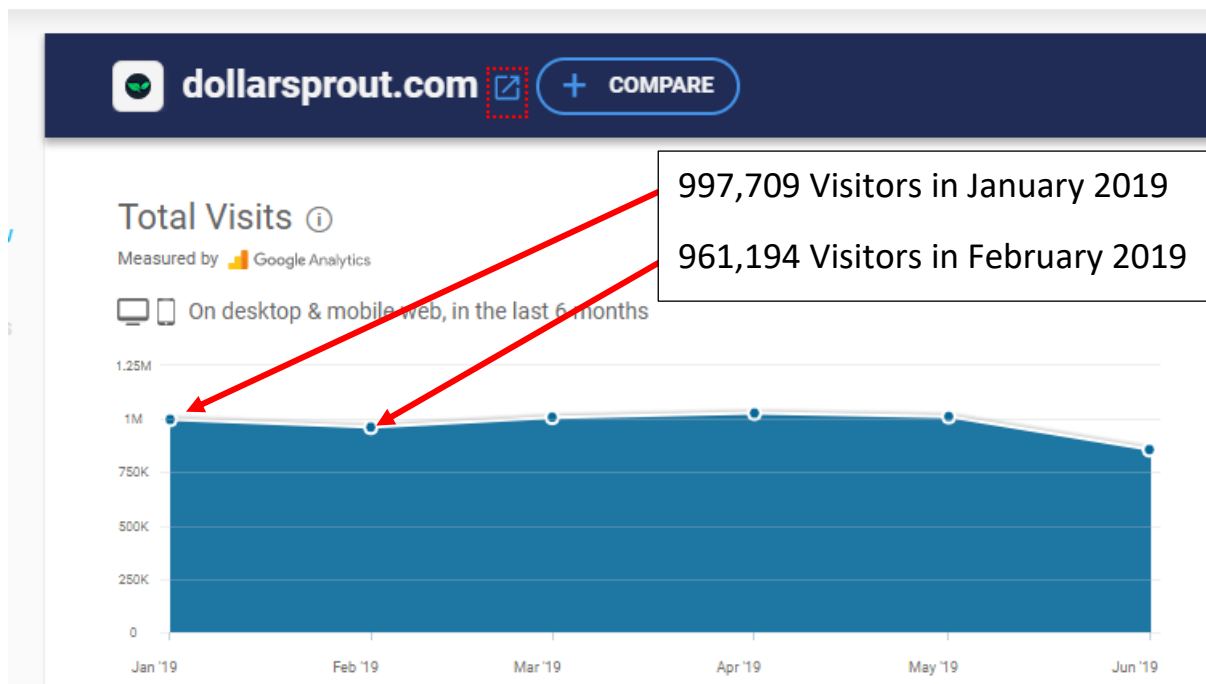 dollarsprout.com + COMPARE
997,709 Visitors in January 2019
961,194 Visitors in February 2019
Total Visits
Measured by Google Analytics
On desktop & mobile web, in the last 6 months
1.25M
1M
750K
500K
250K
0
Jan '19 Feb '19 Mar '19 Apr '19 May '19 Jun '19